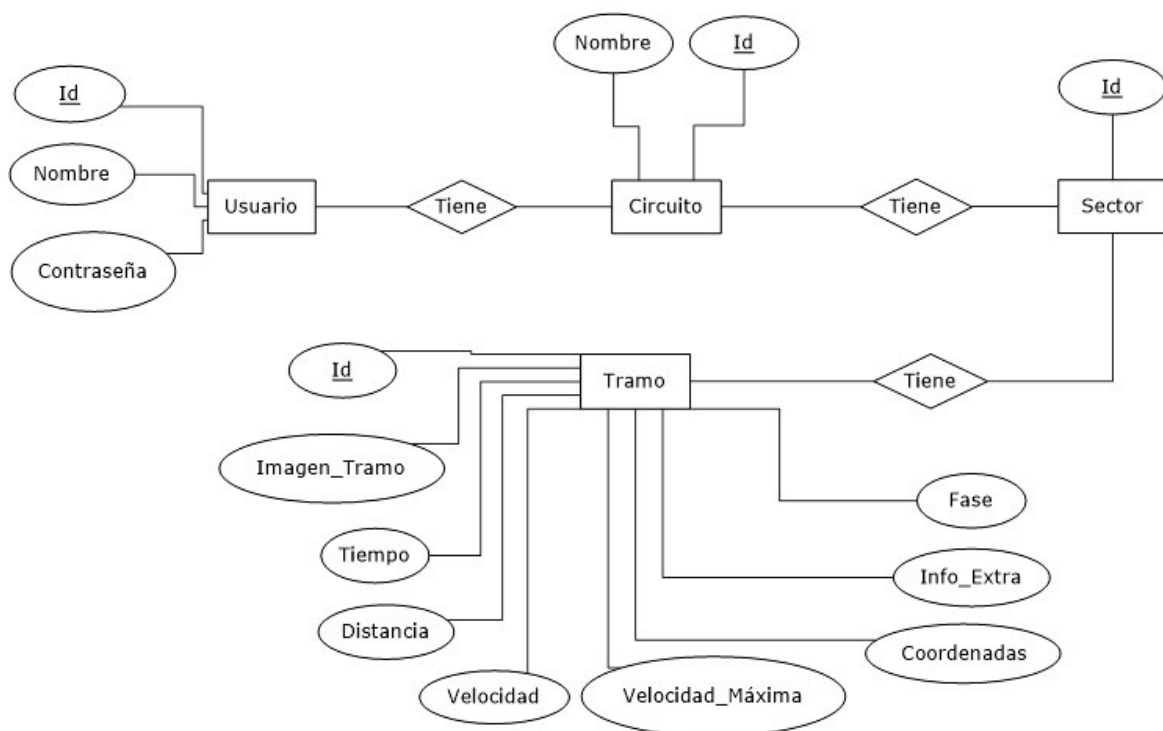 Nombre
Id
Id
Id
Nombre
Usuario
Tiene
Circuito
Tiene
Sector
Contraseña
Id
Tramo
Tiene
Imagen_Tramo
Fase
Tiempo
Info_Extra
Distancia
Coordenadas
Velocidad
Velocidad_Máxima